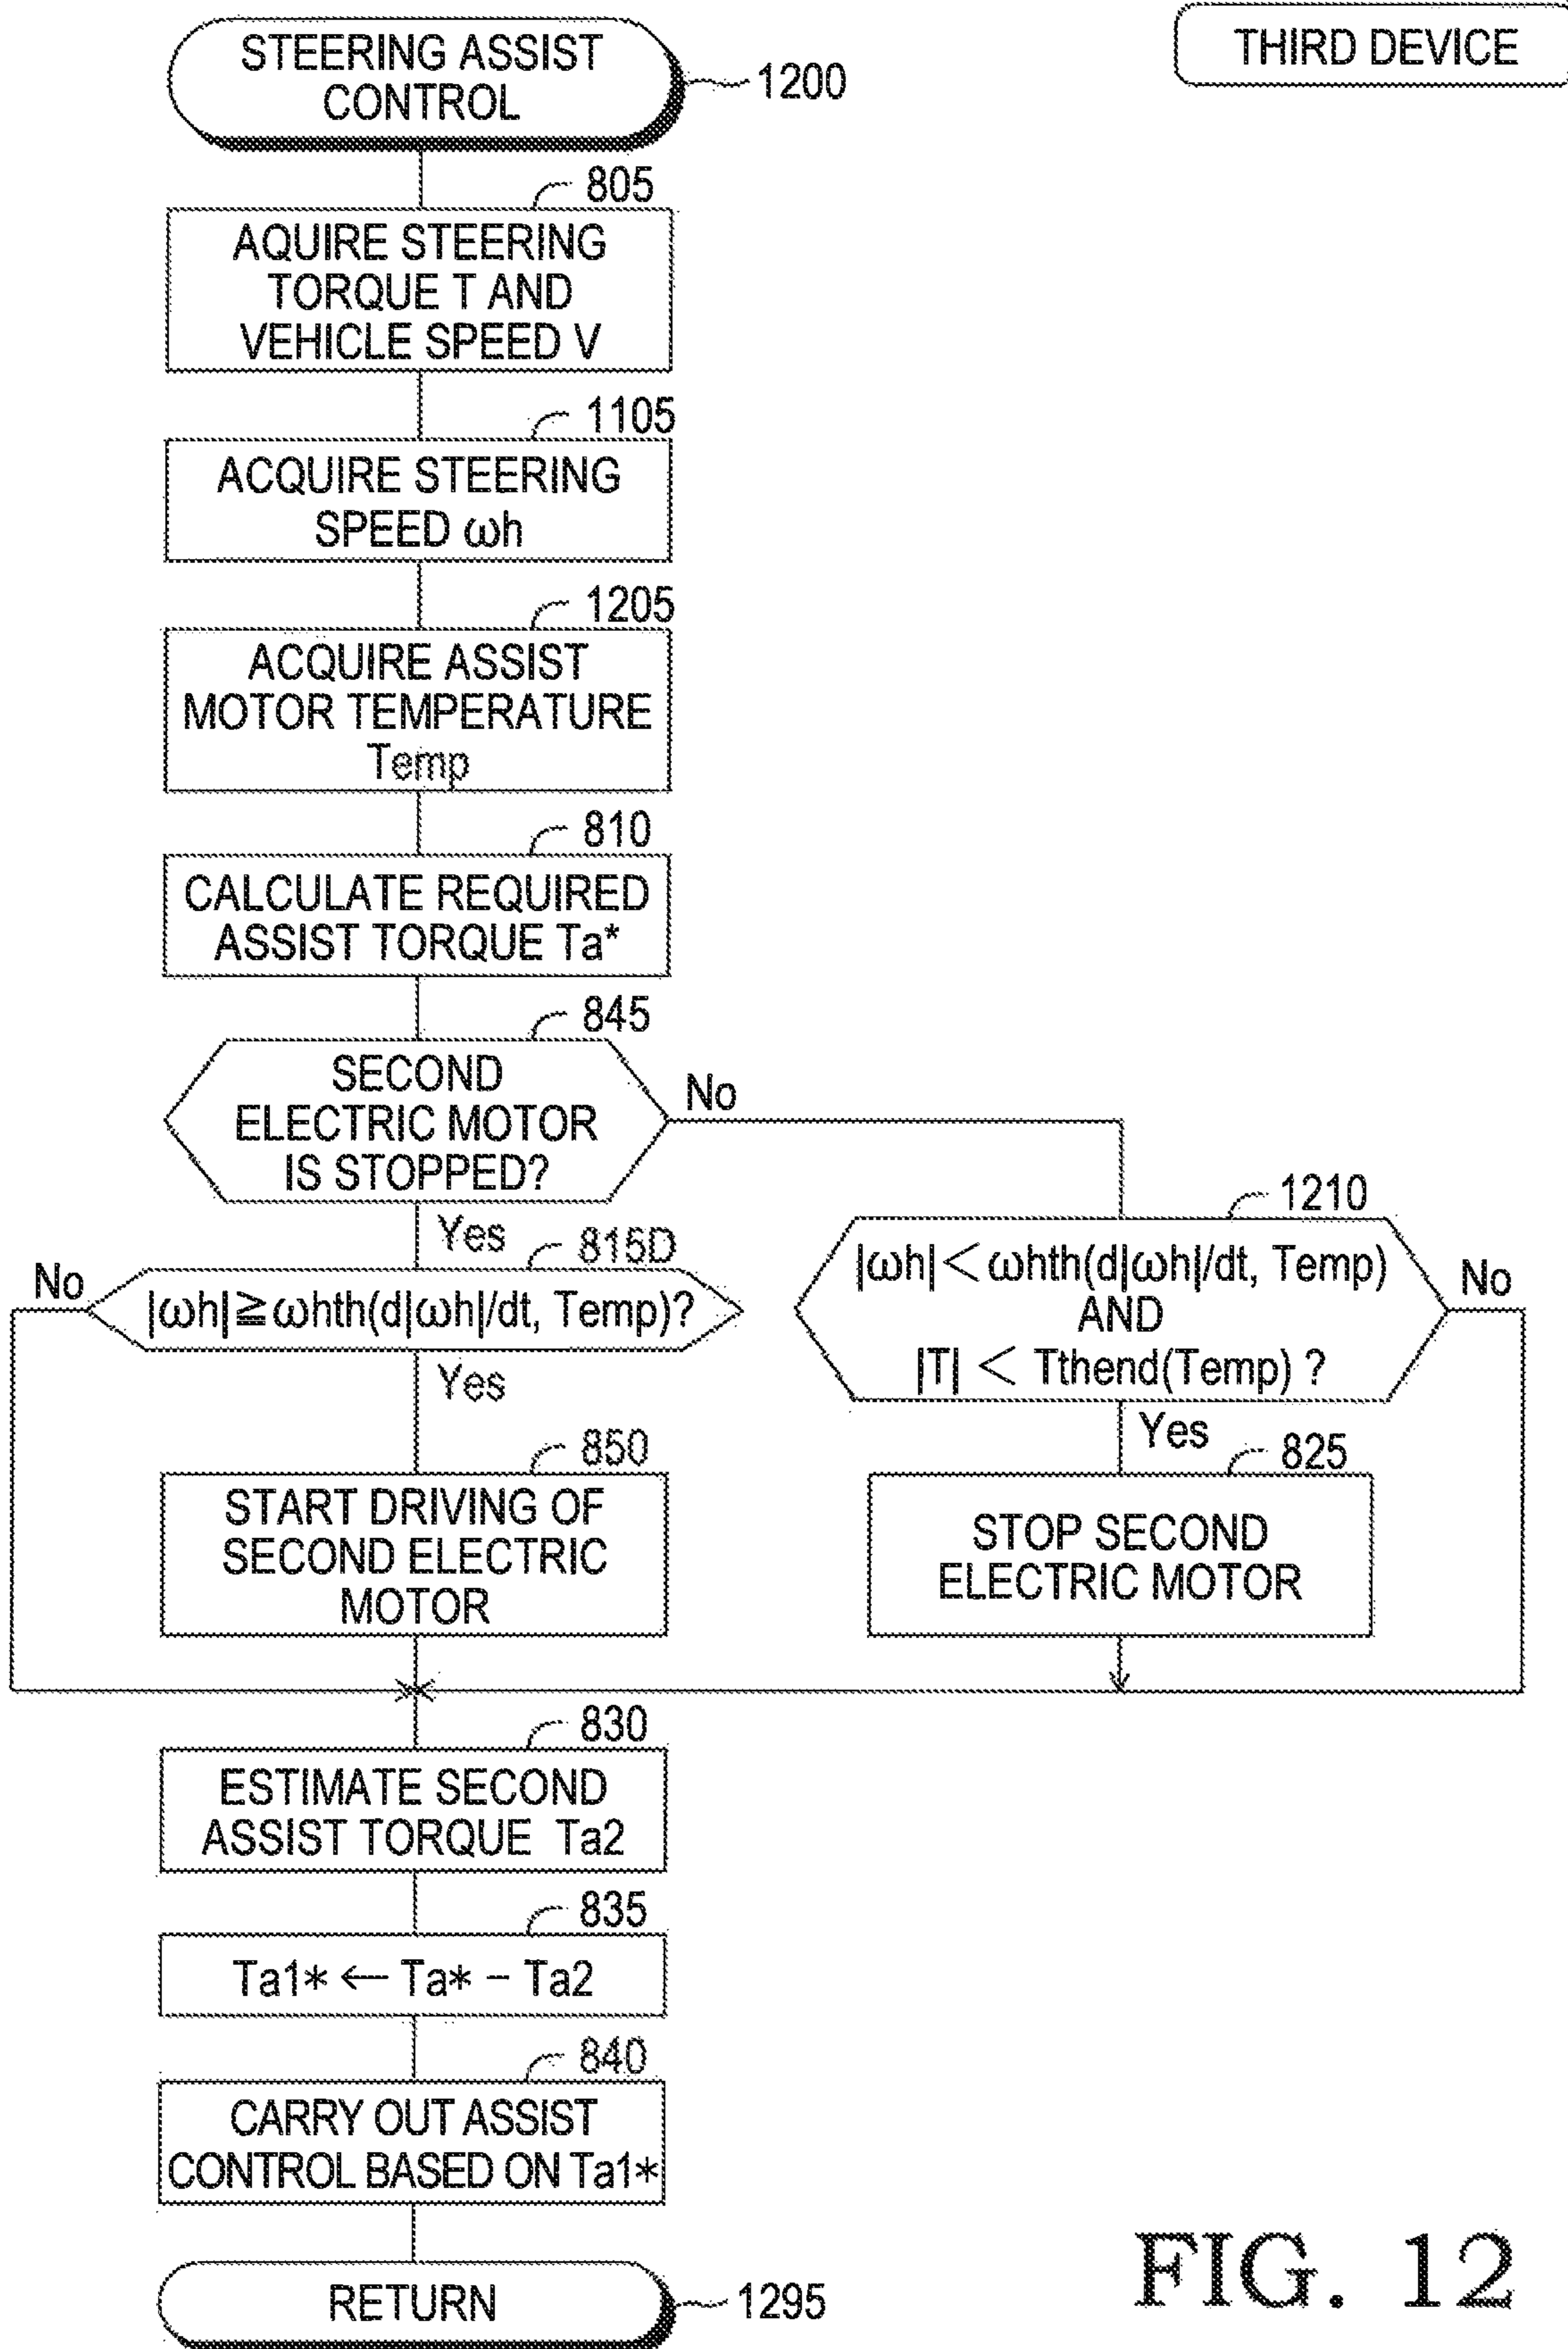 STEERING ASSIST
CONTROL
1200
THIRD DEVICE
805
AQUIRE STEERING
TORQUE T AND
VEHICLE SPEED V
1105
ACQUIRE STEERING
SPEED ωh
1205
ACQUIRE ASSIST
MOTOR TEMPERATURE
Temp
810
CALCULATE REQUIRED
ASSIST TORQUE Ta*
845
SECOND
ELECTRIC MOTOR
IS STOPPED?
No
Yes
815D
No
|ωh|≧ωhth(d|ωh|/dt, Temp)?
Yes
1210
|ωh|<ωhth(d|ωh|/dt, Temp)
AND
|T| < Tthend(Temp) ?
No
Yes
850
START DRIVING OF
SECOND ELECTRIC
MOTOR
825
STOP SECOND
ELECTRIC MOTOR
830
ESTIMATE SECOND
ASSIST TORQUE Ta2
835
Ta1* ← Ta* − Ta2
840
CARRY OUT ASSIST
CONTROL BASED ON Ta1*
RETURN
1295
FIG. 12